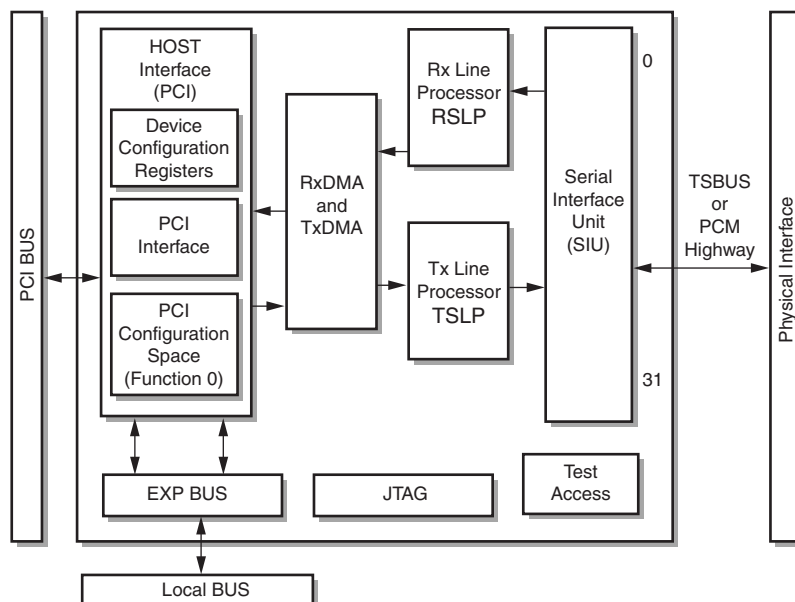 PCI BUS
HOST
Interface
(PCI)
Device
Configuration
Registers
PCI
Interface
PCI
Configuration
Space
(Function 0)
RxDMA
and
TxDMA
Rx Line
Processor
RSLP
Tx Line
Processor
TSLP
Serial
Interface
Unit
(SIU)
0
31
TSBUS
or
PCM
Highway
Physical Interface
EXP BUS
JTAG
Test
Access
Local BUS